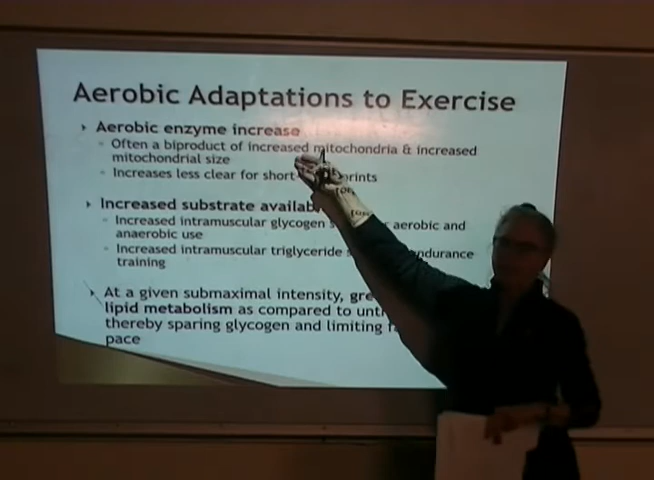 Aerobic Adaptations to Exercise
Aerobic enzyme increase
Often a biproduct of increased mitochondria & increased
mitochondrial size
Increases less clear for short
Increased substrate
Increased intramuscular glycogen aerobic and
anaerobic use
Increased intramuscular triglyceride
training
At a given submaximal intensity,
lipid metabolism as compared to
thereby sparing glycogen and limiting
pace